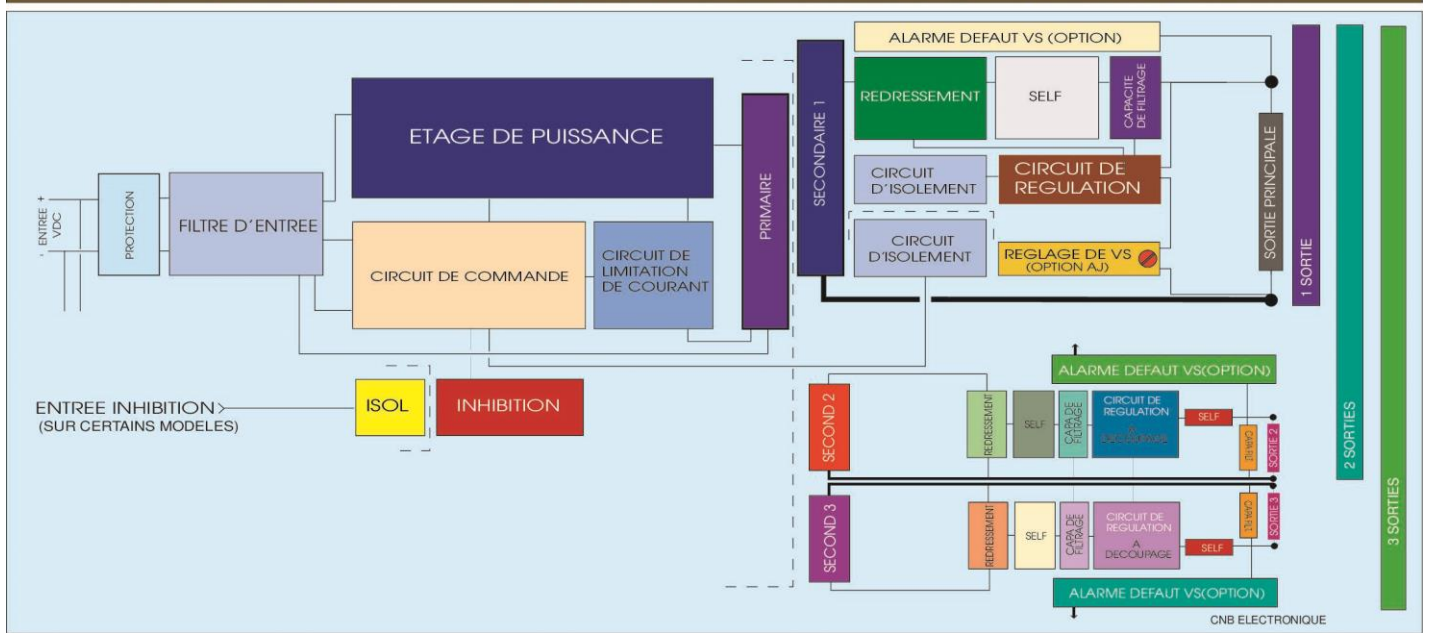 ENTREE +
- VDC
PROTECTION
FILTRE D'ENTREE
ETAGE DE PUISSANCE
CIRCUIT DE COMMANDE
CIRCUIT DE
LIMITATION
DE COURANT
PRIMAIRE
ENTREE INHIBITION
(SUR CERTAINS MODELES)
ISOL
INHIBITION
SECONDAIRE 1
ALARME DEFAUT VS (OPTION)
REDRESSEMENT
SELF
CAPACITE
DE FILTRAGE
CIRCUIT
D'ISOLEMENT
CIRCUIT DE
REGULATION
CIRCUIT
D'ISOLEMENT
REGLAGE DE VS
(OPTION AJ)
SORTIE PRINCIPALE
1 SORTIE
2 SORTIES
3 SORTIES
SECOND 2
ALARME DEFAUT VS(OPTION)
REDRESSEMENT
SELF
CAPA DE
FILTRAGE
CIRCUIT DE
REGULATION
A
DECOUPAGE
SELF
CAPA FILT
SORTIE 2
SECOND 3
REDRESSEMENT
SELF
CAPA DE
FILTRAGE
CIRCUIT DE
REGULATION
A
DECOUPAGE
SELF
CAPA FILT
SORTIE 3
ALARME DEFAUT VS(OPTION)
CNB ELECTRONIQUE